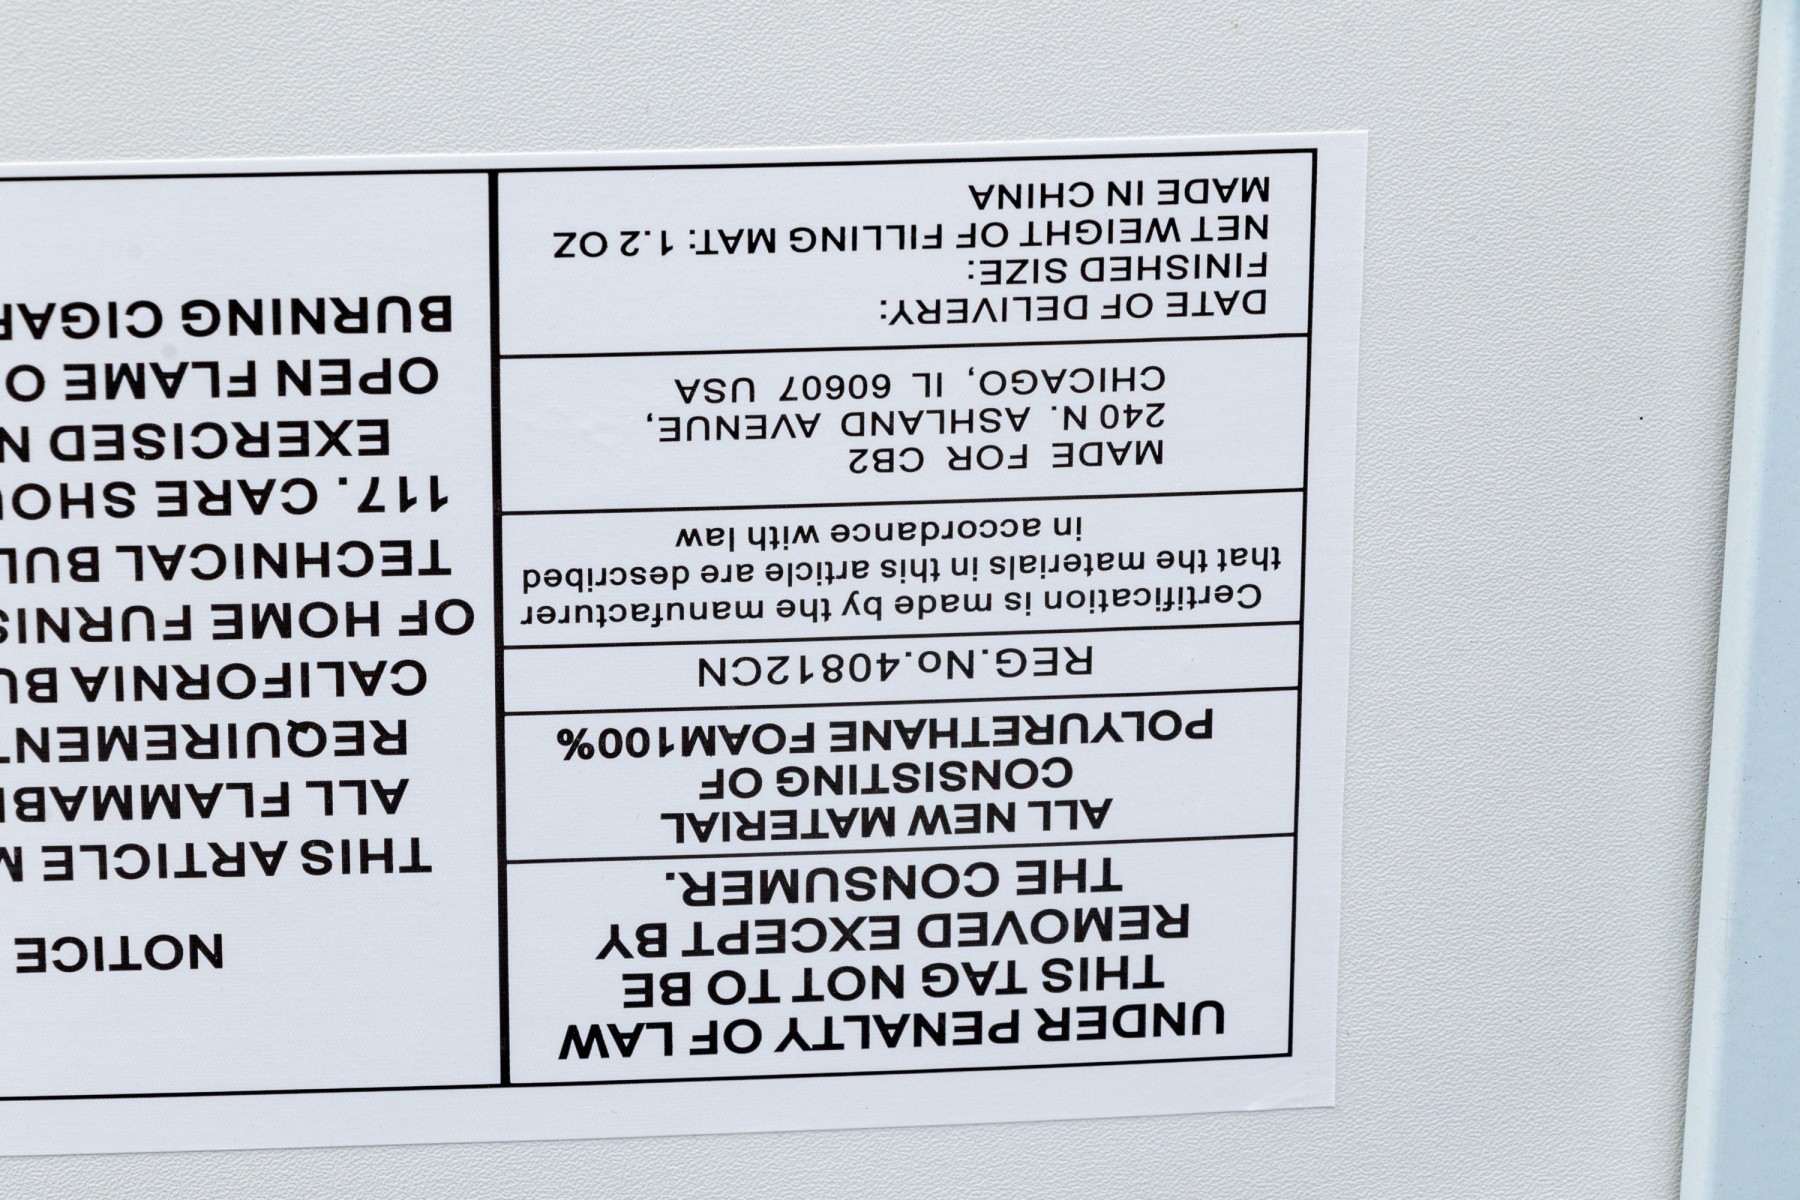 UNDER PENALTY OF LAW
THIS TAG NOT TO BE
REMOVED EXCEPT BY
THE CONSUMER.
ALL NEW MATERIAL
CONSISTING OF
POLYURETHANE FOAM100%
REG.No.40812CN
Certification is made by the manufacturer
that the materials in this article are described
in accordance with law
MADE FOR CB2
240 N. ASHLAND AVENUE,
CHICAGO, IL 60607 USA
DATE OF DELIVERY:
FINISHED SIZE:
NET WEIGHT OF FILLING MAT: 1.2 OZ
MADE IN CHINA
NOTICE
THIS ARTICLE
ALL FLAMMAB
REQUIREMENT
CALIFORNIA BU
OF HOME FURNIS
TECHNICAL BUL
117. CARE SHOU
EXERCISED N
OPEN FLAME O
BURNING CIGAR